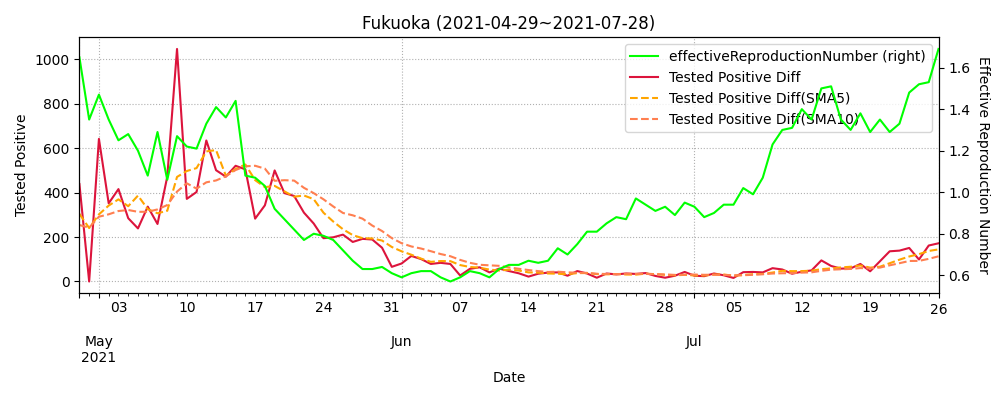 Fukuoka (2021-04-29~2021-07-28)
effectiveReproductionNumber (right)
Tested Positive Diff
Tested Positive Diff(SMA5)
Tested Positive Diff(SMA10)
Tested Positive
1000
800
600
400
200
0
Effective Reproduction Number
1.6
1.4
1.2
1.0
0.8
0.6
03 10 17 24 31 07 14 21 28 05 12 19 26
May Jun Jul
2021
Date